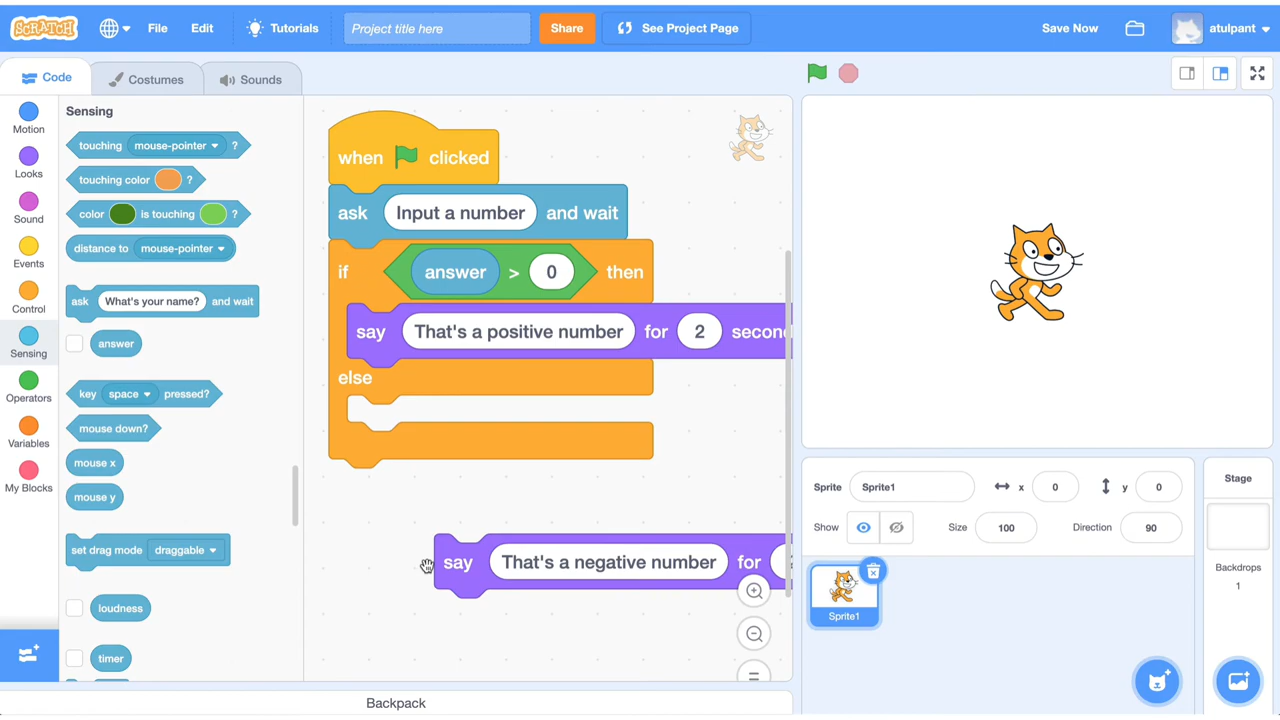 SCRATCH File Edit Tutorials Project title here Share See Project Page Save Now atulpant
Code Costumes Sounds
Motion
Looks
Sound
Events
Control
Sensing
Operators
Variables
My Blocks
Sensing
touching mouse-pointer ?
touching color ?
color is touching ?
distance to mouse-pointer
ask What's your name? and wait
answer
key space pressed?
mouse down?
mouse x
mouse y
set drag mode draggable
loudness
timer
when clicked
ask Input a number and wait
if answer > 0 then
say That's a positive number for 2 secon
else
say That's a negative number for
Backpack
Sprite Sprite1 x 0 y 0
Show Size 100 Direction 90
Sprite1
Stage
Backdrops
1